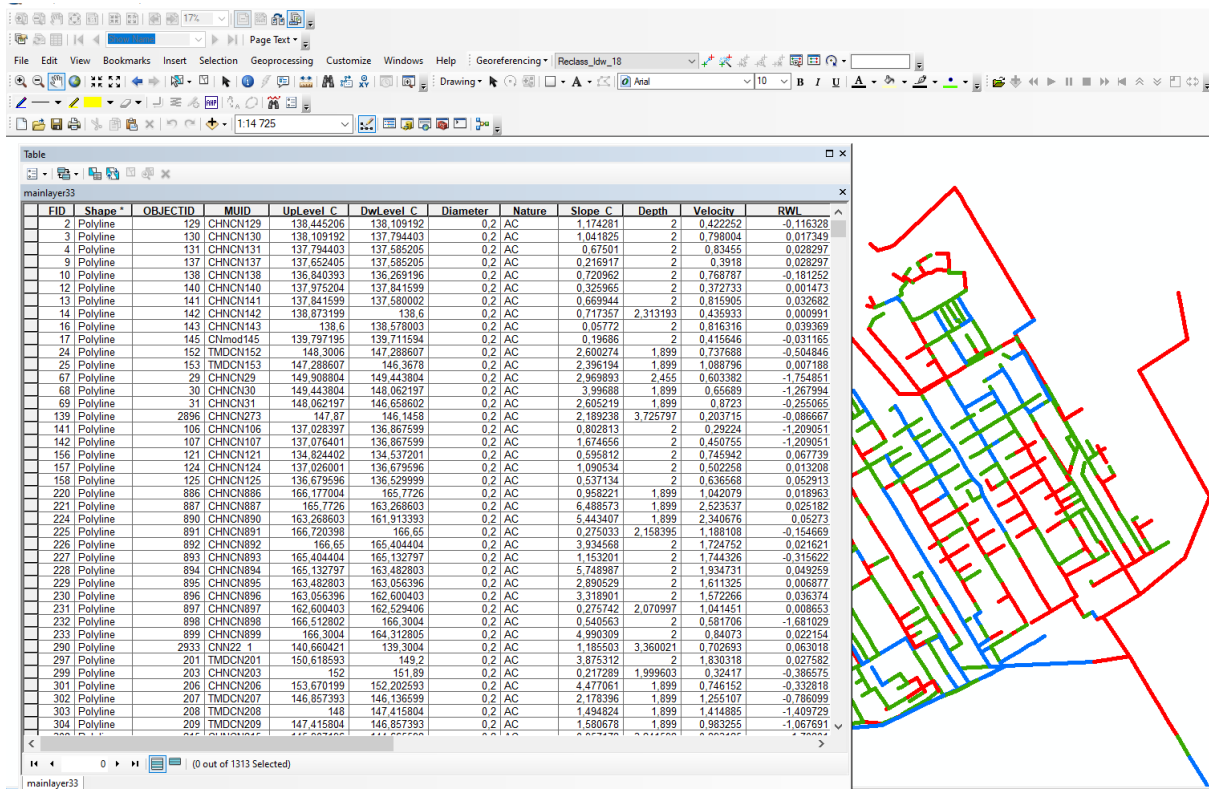 17%
Page Text
File Edit View Bookmarks Insert Selection Geoprocessing Customize Windows Help Georeferencing Reclass_Idw_18
Drawing A Arial 10 B I U A
1:14 725
Table
mainlayer33
FID Shape * OBJECTID MUID UpLevel_C DwLevel_C Diameter Nature Slope_C Depth Velocity RWL
2 Polyline 129 CHNCN129 138,445206 138,109192 0,2 AC 1,174281 2 0,422252 -0,116328
3 Polyline 130 CHNCN130 138,109192 137,794403 0,2 AC 1,041825 2 0,798004 0,017349
4 Polyline 131 CHNCN131 137,794403 137,585205 0,2 AC 0,67501 2 0,83455 0,028297
9 Polyline 137 CHNCN137 137,652405 137,585205 0,2 AC 0,216917 2 0,3918 0,028297
10 Polyline 138 CHNCN138 136,840393 136,269196 0,2 AC 0,720962 2 0,768787 -0,181252
12 Polyline 140 CHNCN140 137,975204 137,841599 0,2 AC 0,325965 2 0,372733 0,001473
13 Polyline 141 CHNCN141 137,841599 137,580002 0,2 AC 0,669944 2 0,815905 0,032682
14 Polyline 142 CHNCN142 138,873199 138,6 0,2 AC 0,717357 2,313193 0,435933 0,000991
16 Polyline 143 CHNCN143 138,6 138,578003 0,2 AC 0,05772 2 0,816316 0,039369
17 Polyline 145 CNmod145 139,797195 139,711594 0,2 AC 0,19686 2 0,415646 -0,031165
24 Polyline 152 TMDCN152 148,3006 147,288607 0,2 AC 2,600274 1,899 0,737688 -0,504846
25 Polyline 153 TMDCN153 147,288607 146,3678 0,2 AC 2,396194 1,899 1,088796 0,007188
67 Polyline 29 CHNCN29 149,908804 149,443804 0,2 AC 2,969893 2,455 0,603382 -1,754851
68 Polyline 30 CHNCN30 149,443804 148,062197 0,2 AC 3,99688 1,899 0,65689 -1,267994
69 Polyline 31 CHNCN31 148,062197 146,658602 0,2 AC 2,605219 1,899 0,8723 -0,255065
139 Polyline 2896 CHNCN273 147,87 146,1458 0,2 AC 2,189238 3,725797 0,203715 -0,086667
141 Polyline 106 CHNCN106 137,028397 136,867599 0,2 AC 0,802813 2 0,29224 -1,209051
142 Polyline 107 CHNCN107 137,076401 136,867599 0,2 AC 1,674656 2 0,450755 -1,209051
156 Polyline 121 CHNCN121 134,824402 134,537201 0,2 AC 0,595812 2 0,745942 0,067739
157 Polyline 124 CHNCN124 137,026001 136,679596 0,2 AC 1,090534 2 0,502258 0,013208
158 Polyline 125 CHNCN125 136,679596 136,529999 0,2 AC 0,537134 2 0,636568 0,052913
220 Polyline 886 CHNCN886 166,177004 165,7726 0,2 AC 0,958221 1,899 1,042079 0,018963
221 Polyline 887 CHNCN887 165,7726 163,268603 0,2 AC 6,488573 1,899 2,523537 0,025182
224 Polyline 890 CHNCN890 163,268603 161,913393 0,2 AC 5,443407 1,899 2,340676 0,05273
225 Polyline 891 CHNCN891 166,720398 166,65 0,2 AC 0,275033 2,158395 1,188108 -0,154669
226 Polyline 892 CHNCN892 166,65 165,404404 0,2 AC 3,934568 2 1,724752 0,021621
227 Polyline 893 CHNCN893 165,404404 165,132797 0,2 AC 1,153201 2 1,744326 -0,315622
228 Polyline 894 CHNCN894 165,132797 163,482803 0,2 AC 5,748987 2 1,934731 0,049259
229 Polyline 895 CHNCN895 163,482803 163,056396 0,2 AC 2,890529 2 1,611325 0,006877
230 Polyline 896 CHNCN896 163,056396 162,600403 0,2 AC 3,318901 2 1,572266 0,036374
231 Polyline 897 CHNCN897 162,600403 162,529406 0,2 AC 0,275742 2,070997 1,041451 0,008653
232 Polyline 898 CHNCN898 166,512802 166,3004 0,2 AC 0,540563 2 0,581706 -1,681029
233 Polyline 899 CHNCN899 166,3004 164,312805 0,2 AC 4,990309 2 0,84073 0,022154
290 Polyline 2933 CNN22_1 140,660421 139,3004 0,2 AC 1,185503 3,360021 0,702693 0,063018
297 Polyline 201 TMDCN201 150,618593 149,2 0,2 AC 3,875312 2 1,830318 0,027582
299 Polyline 203 CHNCN203 152 151,89 0,2 AC 0,217289 1,999603 0,32417 -0,386575
301 Polyline 206 CHNCN206 153,670199 152,202593 0,2 AC 4,477061 1,899 0,746152 -0,332818
302 Polyline 207 TMDCN207 146,857393 146,136599 0,2 AC 2,178396 1,899 1,255107 -0,786099
303 Polyline 208 TMDCN208 148 147,415804 0,2 AC 1,494824 1,899 1,414885 -1,409729
304 Polyline 209 TMDCN209 147,415804 146,857393 0,2 AC 1,580678 1,899 0,983255 -1,067691
0 (0 out of 1313 Selected)
mainlayer33